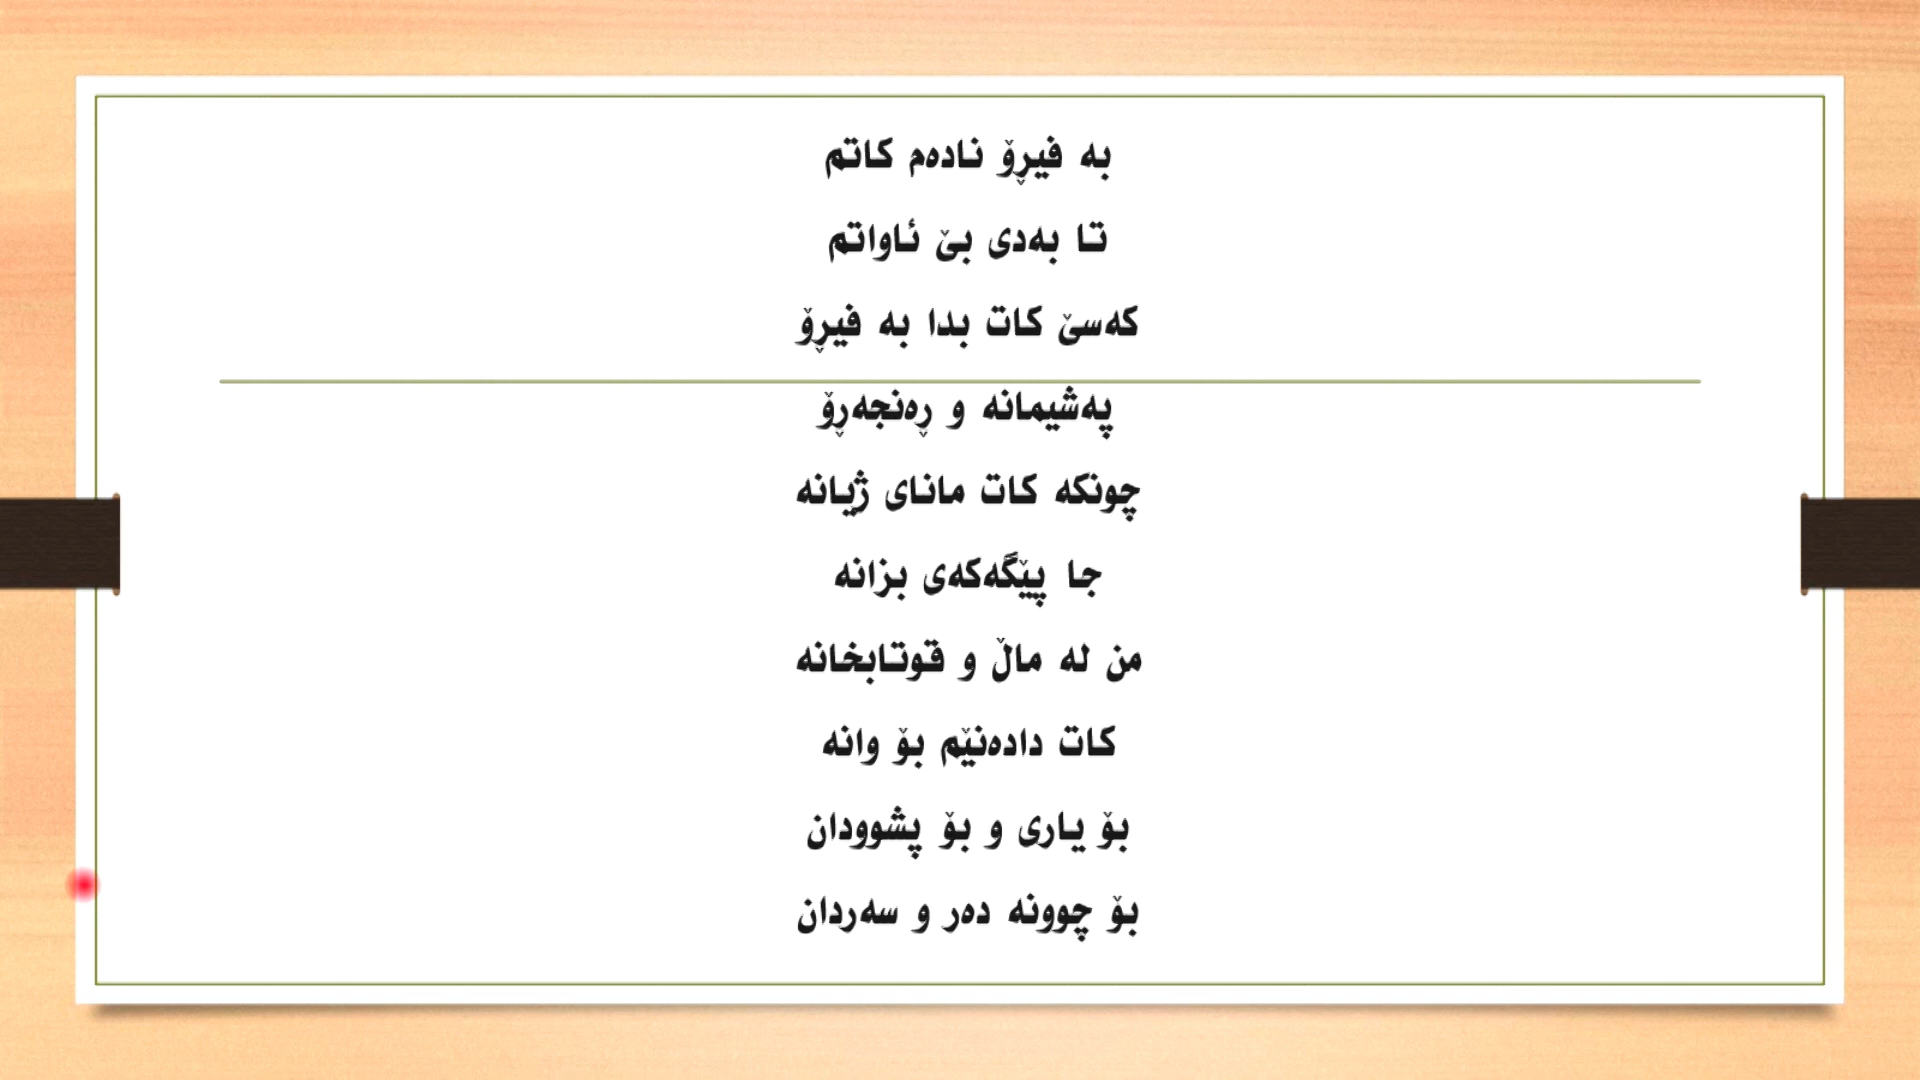 بە فیڕۆ نادەم کاتم
تا بەدی بێ ئاواتم
کەسێ کات بدا بە فیڕۆ
پەشیمانە و ڕەنجەڕۆ
چونکە کات مانای ژیانە
جا پێگەکەی بزانە
من لە ماڵ و قوتابخانە
کات دادەنێم بۆ وانە
بۆ یاری و بۆ پشوودان
بۆ چوونە دەر و سەردان